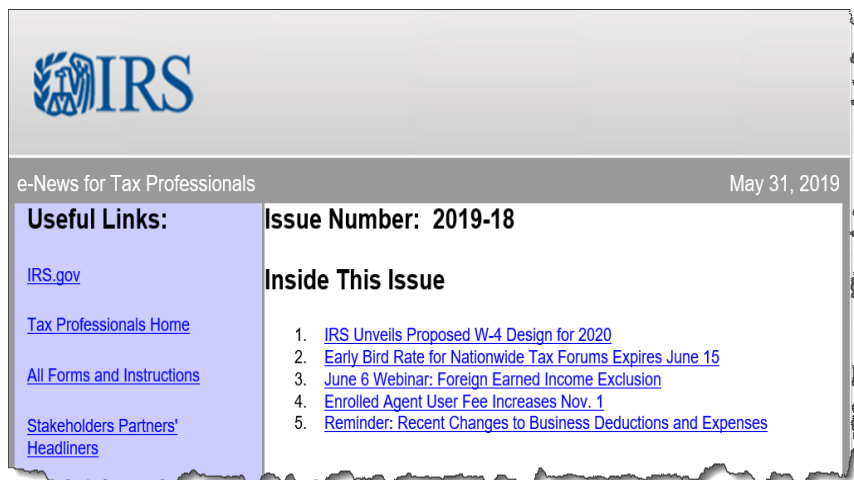 IRS
e-News for Tax Professionals
May 31, 2019
Useful Links:
IRS.gov
Tax Professionals Home
All Forms and Instructions
Stakeholders Partners'
Headliners
Issue Number:  2019-18
Inside This Issue
1. IRS Unveils Proposed W-4 Design for 2020
2. Early Bird Rate for Nationwide Tax Forums Expires June 15
3. June 6 Webinar: Foreign Earned Income Exclusion
4. Enrolled Agent User Fee Increases Nov. 1
5. Reminder: Recent Changes to Business Deductions and Expenses